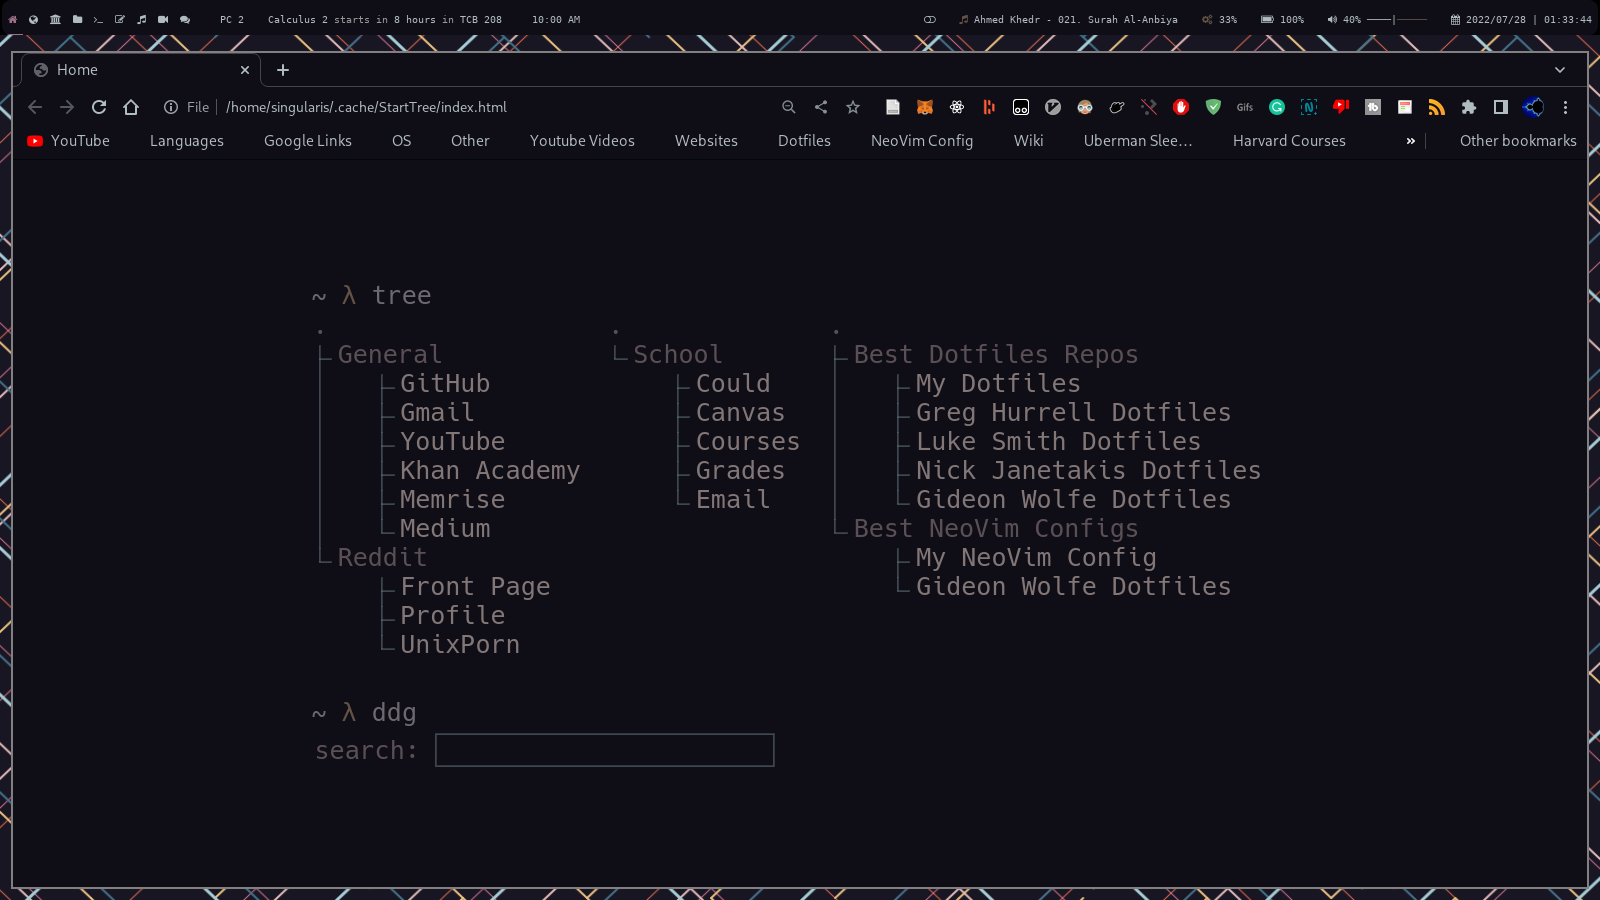 PC 2 Calculus 2 starts in 8 hours in TCB 208 10:00 AM Ahmed Khedr - 021. Surah Al-Anbiya 33% 100% 40% 2022/07/28 | 01:33:44
Home
File /home/singularis/.cache/StartTree/index.html Gifs
YouTube Languages Google Links OS Other Youtube Videos Websites Dotfiles NeoVim Config Wiki Uberman Slee… Harvard Courses » Other bookmarks
~ λ tree
. . .
General School Best Dotfiles Repos
GitHub Could My Dotfiles
Gmail Canvas Greg Hurrell Dotfiles
YouTube Courses Luke Smith Dotfiles
Khan Academy Grades Nick Janetakis Dotfiles
Memrise Email Gideon Wolfe Dotfiles
Medium Best NeoVim Configs
Reddit My NeoVim Config
Front Page Gideon Wolfe Dotfiles
Profile
UnixPorn
~ λ ddg
search: